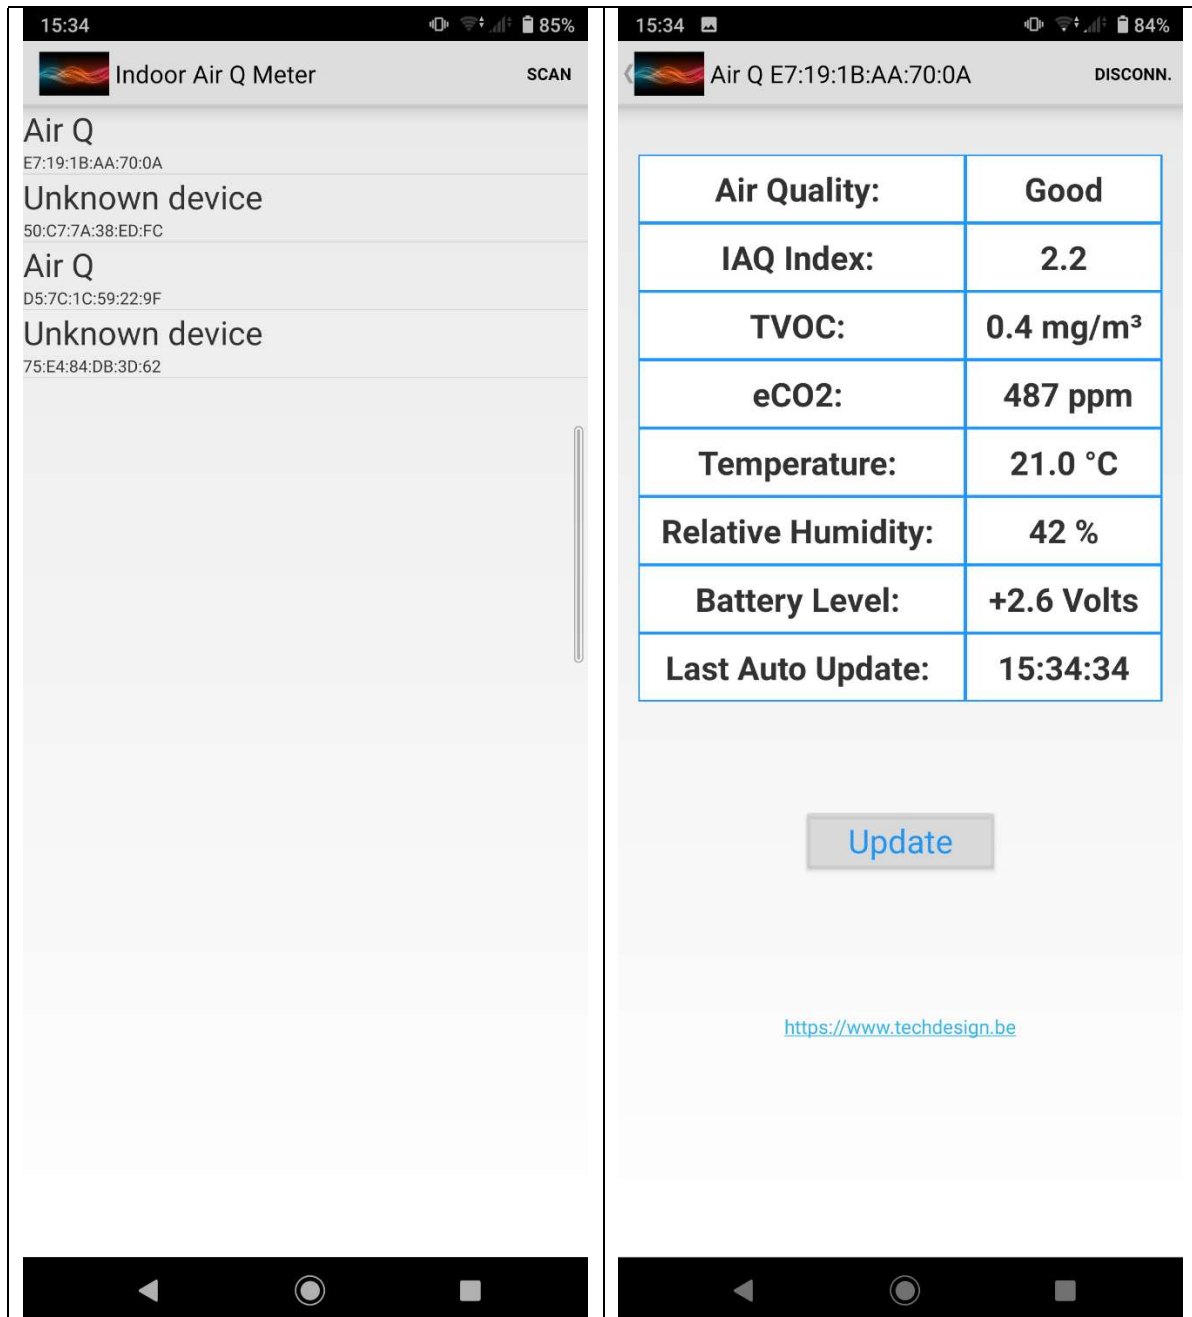 15:34 85%
Indoor Air Q Meter SCAN
Air Q
E7:19:1B:AA:70:0A
Unknown device
50:C7:7A:38:ED:FC
Air Q
D5:7C:1C:59:22:9F
Unknown device
75:E4:84:DB:3D:62
15:34 84%
Air Q E7:19:1B:AA:70:0A DISCONN.
Air Quality: Good
IAQ Index: 2.2
TVOC: 0.4 mg/m³
eCO2: 487 ppm
Temperature: 21.0 °C
Relative Humidity: 42 %
Battery Level: +2.6 Volts
Last Auto Update: 15:34:34
Update
https://www.techdesign.be